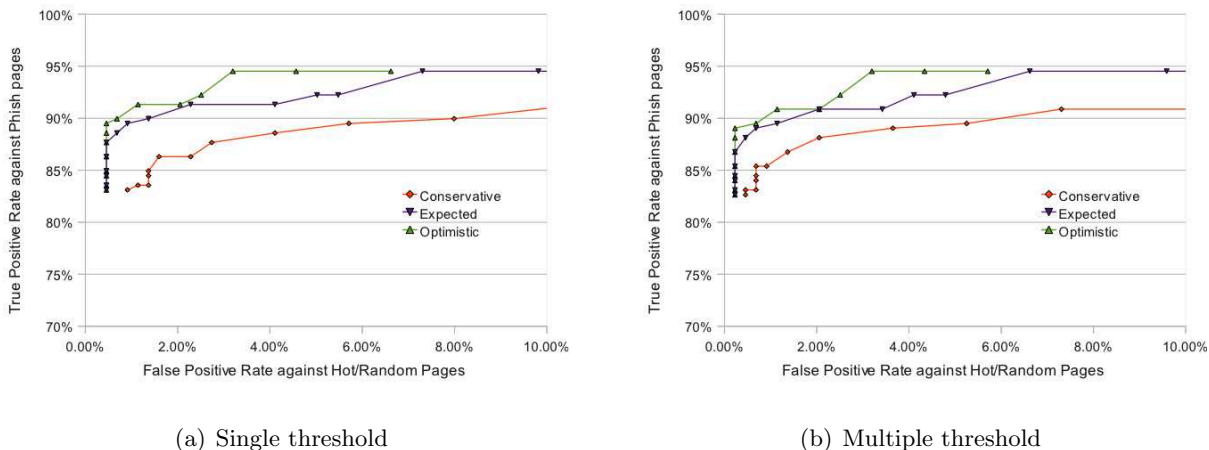 100%
95%
90%
85%
80%
75%
70%
True Positive Rate against Phish pages
Conservative
Expected
Optimistic
0.00%
2.00%
4.00%
6.00%
8.00%
10.00%
False Positive Rate against Hot/Random Pages
(a) Single threshold
100%
95%
90%
85%
80%
75%
70%
True Positive Rate against Phish pages
Conservative
Expected
Optimistic
0.00%
2.00%
4.00%
6.00%
8.00%
10.00%
False Positive Rate against Hot/Random Pages
(b) Multiple threshold